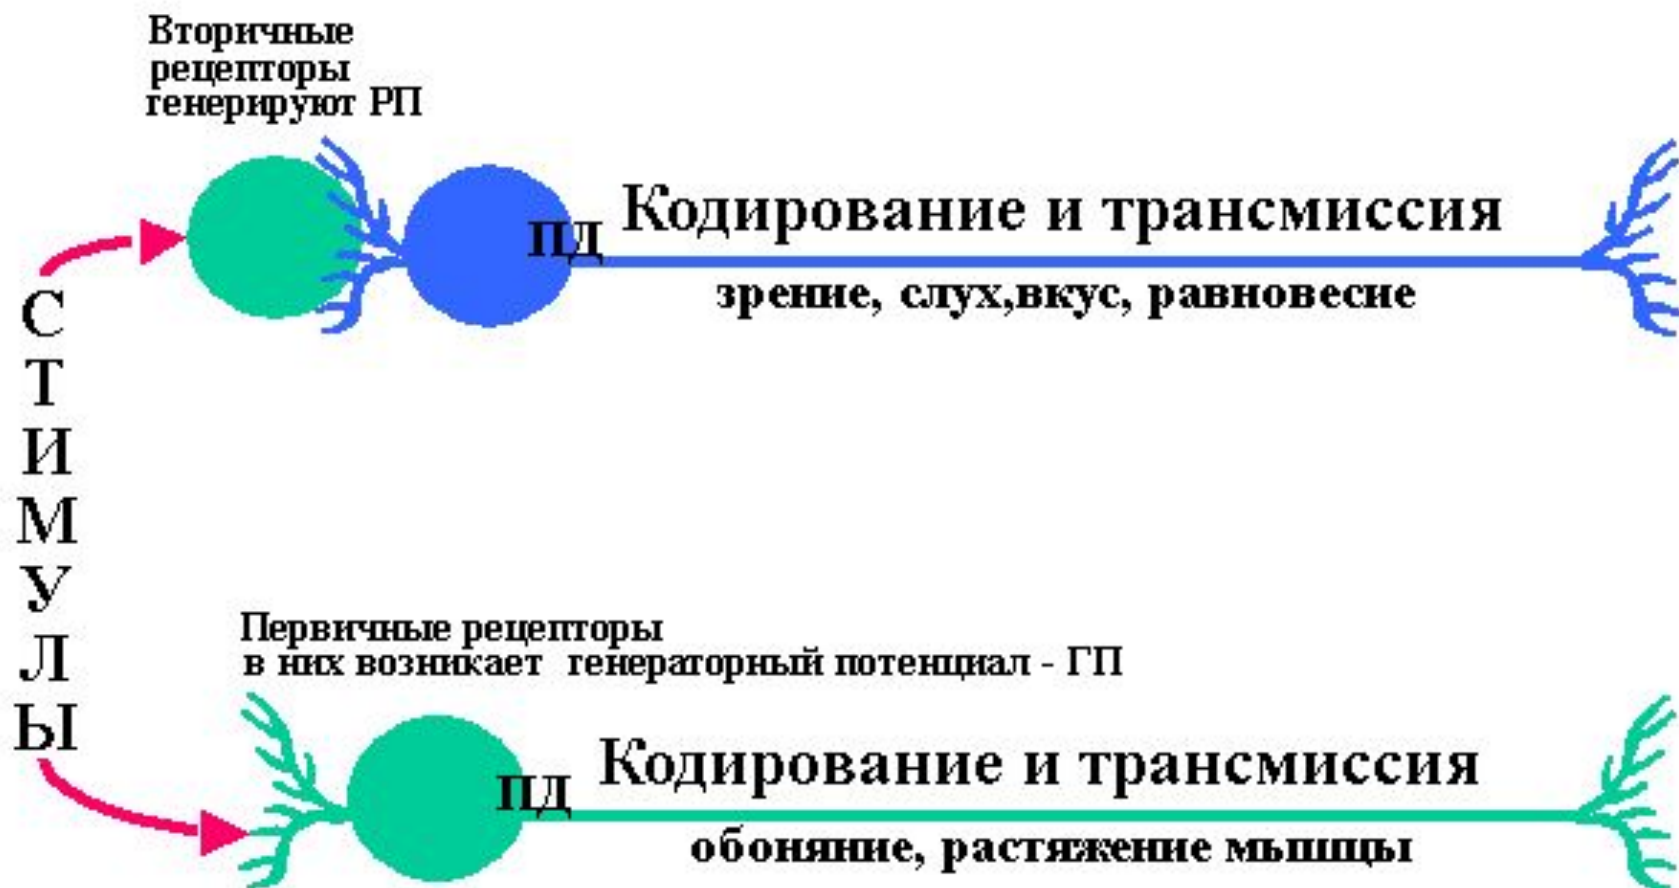 Вторичные
рецепторы
генерируют РП
ПД
Кодирование и трансмиссия
зрение, слух,вкус, равновесие
СТИМУЛЫ
Первичные рецепторы
в них возникает генераторный потенциал - ГП
ПД
Кодирование и трансмиссия
обоняние, растяжение мышцы